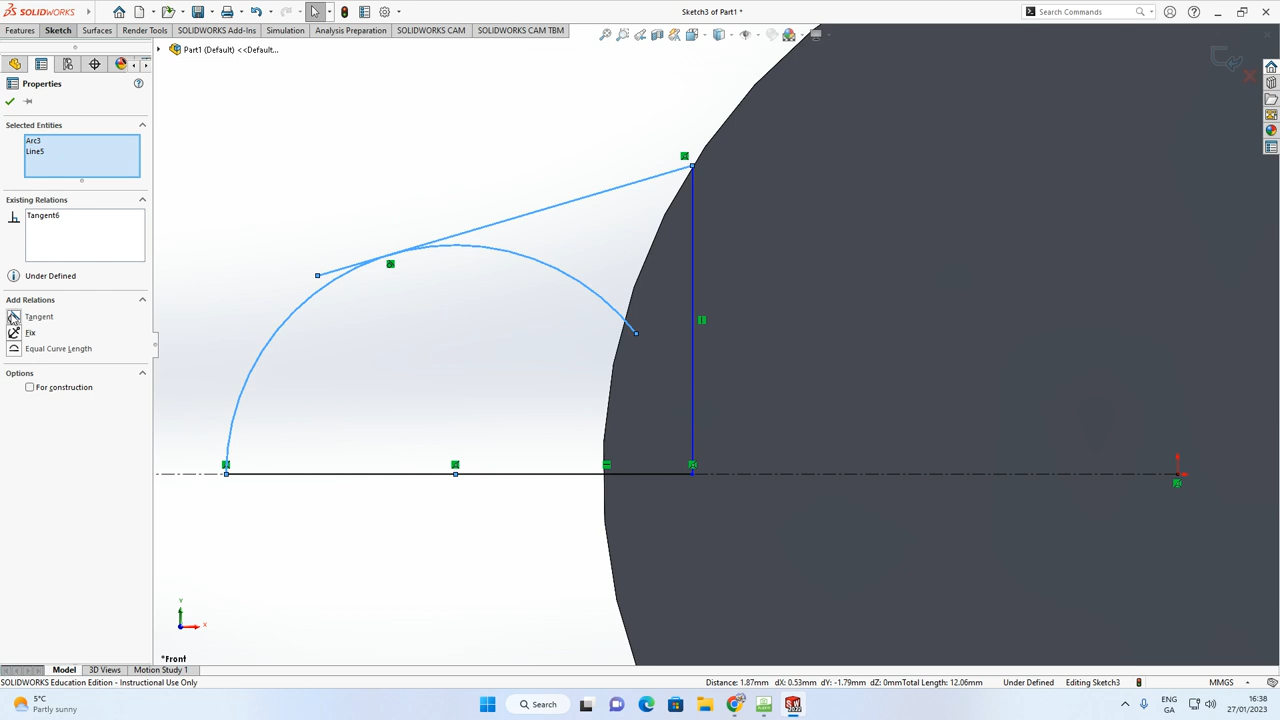 SOLIDWORKS
Sketch3 of Part1 *
Search Commands
Features
Sketch
Surfaces
Render Tools
SOLIDWORKS Add-Ins
Simulation
Analysis Preparation
SOLIDWORKS CAM
SOLIDWORKS CAM TBM
Part1 (Default) <<Default...
Properties
Selected Entities
Arc3
Line5
Existing Relations
Tangent6
Under Defined
Add Relations
Tangent
Fix
Equal Curve Length
Options
For construction
Y
X
*Front
Model
3D Views
Motion Study 1
SOLIDWORKS Education Edition - Instructional Use Only
Distance: 1.87mm dX: 0.53mm dY: -1.79mm dZ: 0mmTotal Length: 12.06mm
Under Defined
Editing Sketch3
MMGS
5°C
Partly sunny
Search
ENG
GA
16:38
27/01/2023